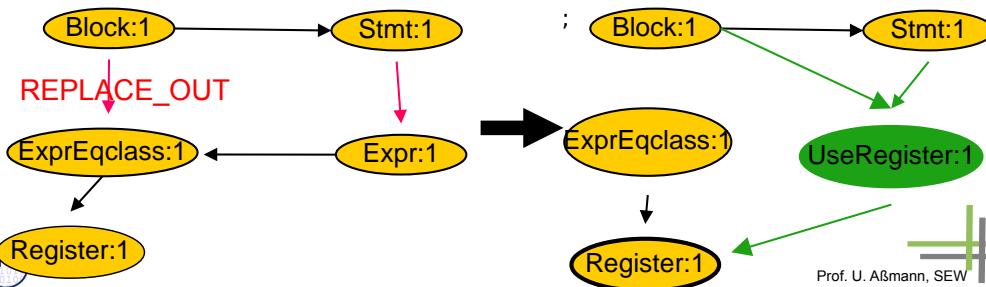 Block:1
Stmt:1
;
Block:1
Stmt:1
REPLACE_OUT
ExprEqclass:1
Expr:1
ExprEqclass:1
UseRegister:1
Register:1
Register:1
Prof. U. Aßmann, SEW